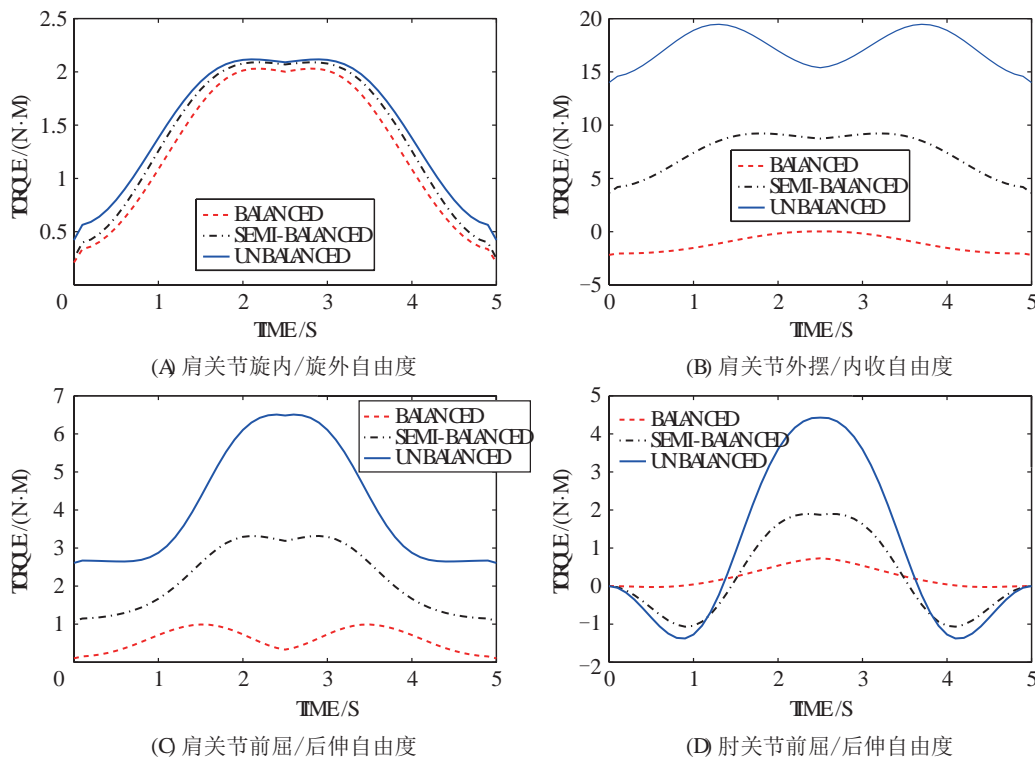 2.5
2
1.5
1
0.5
0 1 2 3 4 5
TORQUE/(N·M)
TIME/S
BALANCED
SEMI-BALANCED
UNBALANCED
(A) 肩关节旋内/旋外自由度
20
15
10
5
0
−5
0 1 2 3 4 5
TORQUE/(N·M)
TIME/S
BALANCED
SEMI-BALANCED
UNBALANCED
(B) 肩关节外摆/内收自由度
7
6
5
4
3
2
1
0 1 2 3 4 5
TORQUE/(N·M)
TIME/S
BALANCED
SEMI-BALANCED
UNBALANCED
(C) 肩关节前屈/后伸自由度
5
4
3
2
1
0
−1
−2
0 1 2 3 4 5
TORQUE/(N·M)
TIME/S
BALANCED
SEMI-BALANCED
UNBALANCED
(D) 肘关节前屈/后伸自由度